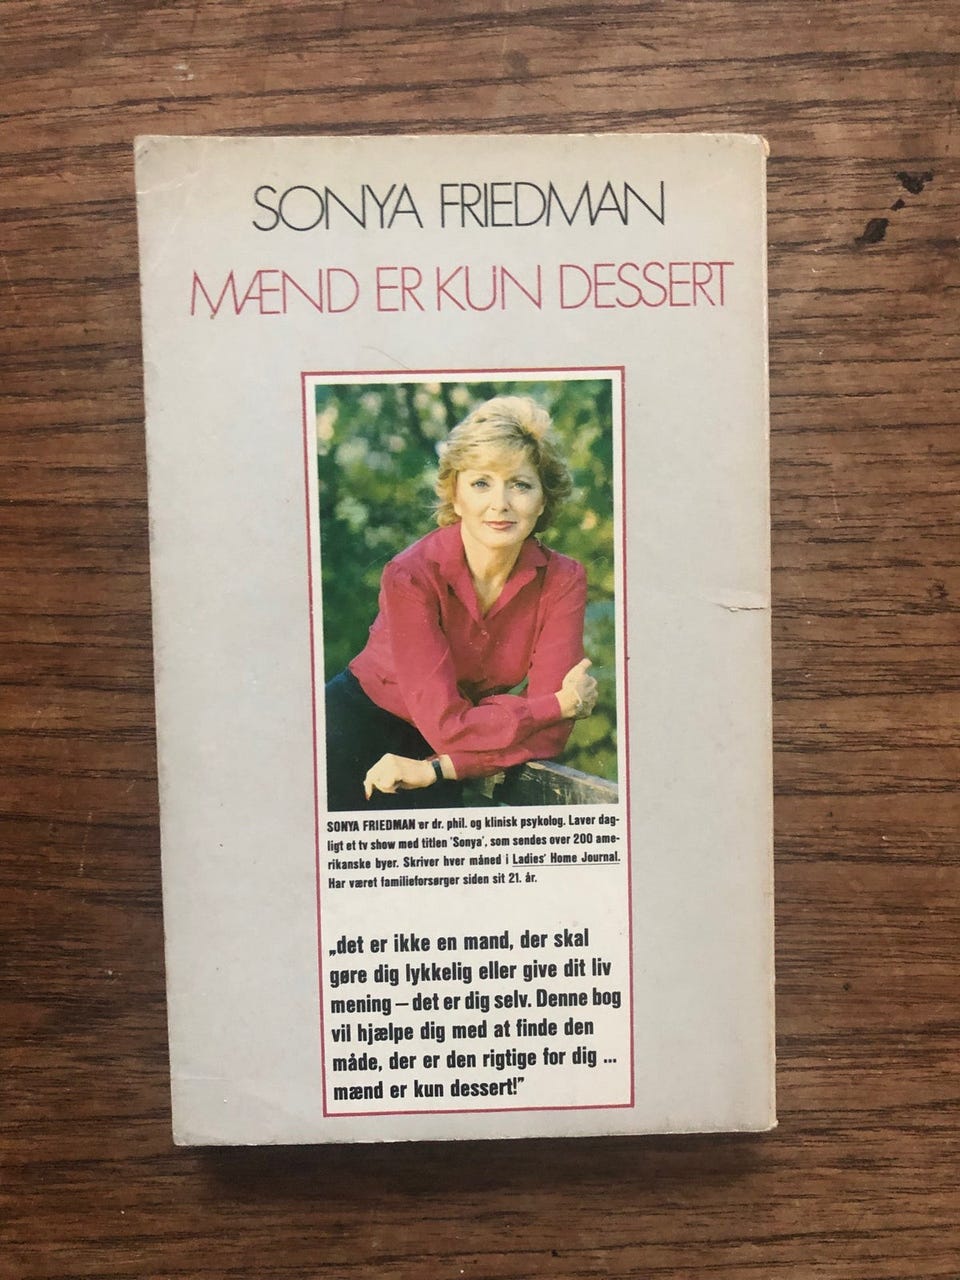 SONYA FRIEDMAN
MÆND ER KUN DESSERT
SONYA FRIEDMAN er dr. phil. og klinisk psykolog. Laver dag-
ligt et tv show med titlen 'Sonya', som sendes over 200 ame-
rikanske byer. Skriver hver måned i Ladies' Home Journal.
Har været familieforsørger siden sit 21. år.
„det er ikke en mand, der skal
gøre dig lykkelig eller give dit liv
mening – det er dig selv. Denne bog
vil hjælpe dig med at finde den
måde, der er den rigtige for dig ...
mænd er kun dessert!"